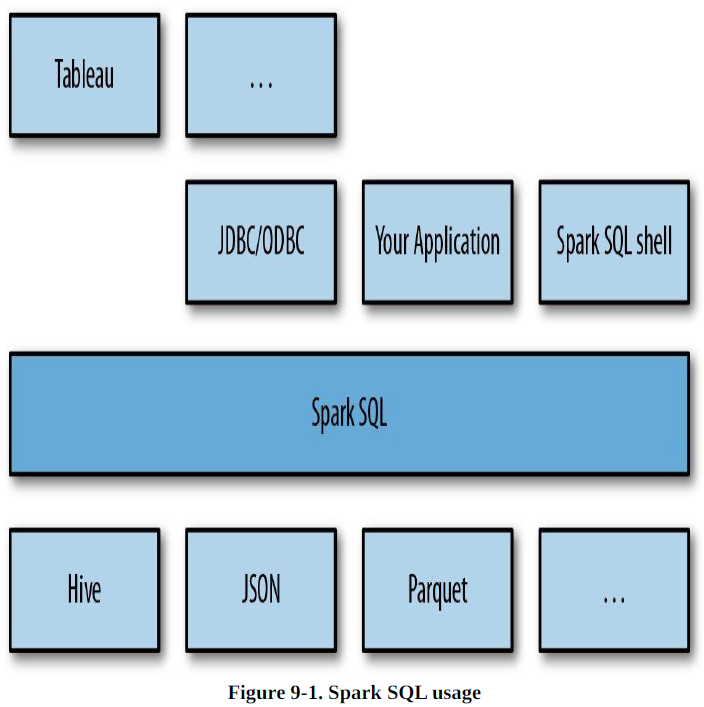 Tableau
...
JDBC/ODBC
Your Application
Spark SQL shell
Spark SQL
Hive
JSON
Parquet
...
Figure 9-1. Spark SQL usage